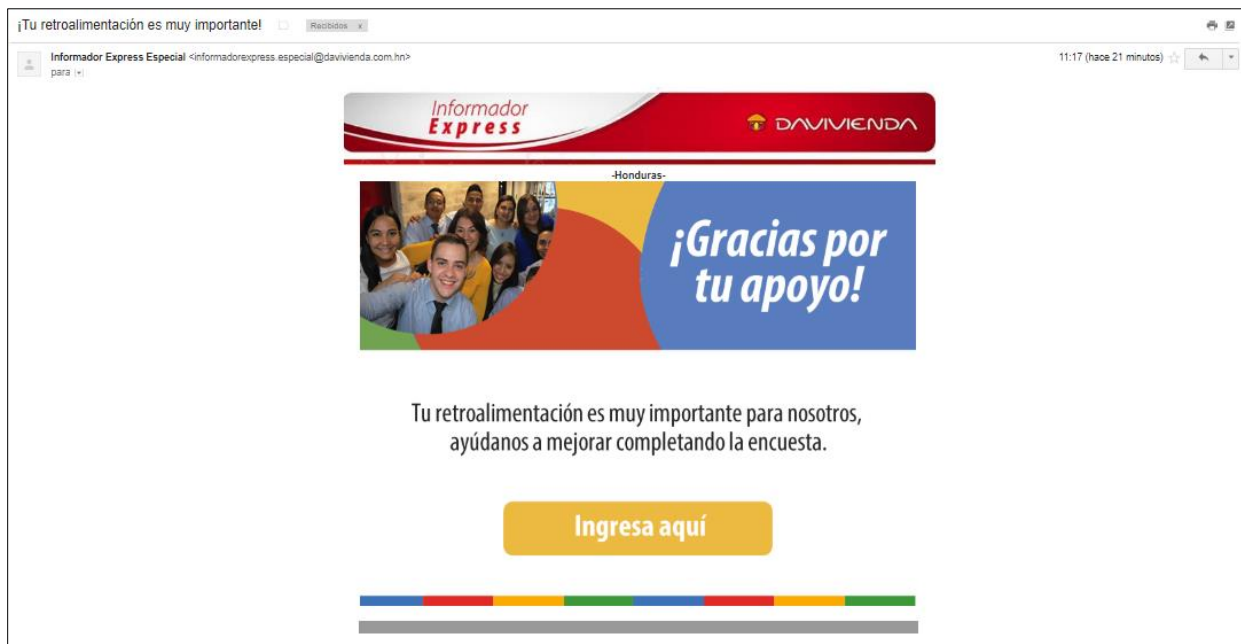 ¡Tu retroalimentación es muy importante!
Recibidos x
Informador Express Especial <informadorexpress.especial@davivienda.com.hn>
11:17 (hace 21 minutos)
para
Informador
Express
DAVIVIENDA
-Honduras-
¡Gracias por
tu apoyo!
Tu retroalimentación es muy importante para nosotros,
ayúdanos a mejorar completando la encuesta.
Ingresa aquí